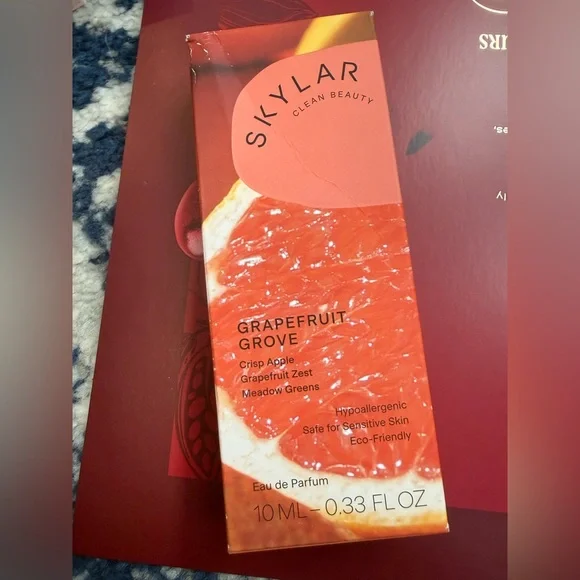 SKYLAR
CLEAN BEAUTY
GRAPEFRUIT
GROVE
Crisp Apple
Grapefruit Zest
Meadow Greens
Hypoallergenic
Safe for Sensitive Skin
Eco-Friendly
Eau de Parfum
10 ML – 0.33 FL OZ